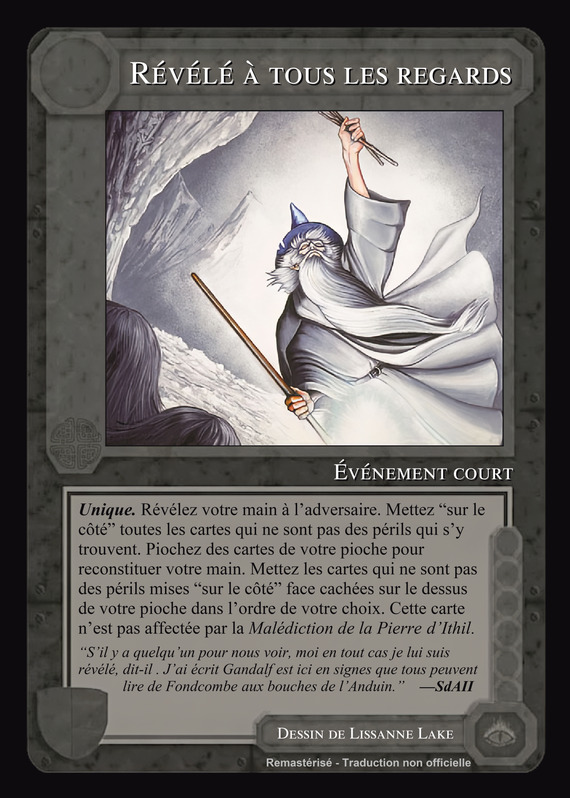 Révélé à tous les regards
Événement court
Unique. Révélez votre main à l’adversaire. Mettez “sur le
côté” toutes les cartes qui ne sont pas des périls qui s’y
trouvent. Piochez des cartes de votre pioche pour
reconstituer votre main. Mettez les cartes qui ne sont pas
des périls mises “sur le côté” face cachées sur le dessus
de votre pioche dans l’ordre de votre choix. Cette carte
n’est pas affectée par la Malédiction de la Pierre d’Ithil.
“S’il y a quelqu’un pour nous voir, moi en tout cas je lui suis
révélé, dit-il . J’ai écrit Gandalf est ici en signes que tous peuvent
lire de Fondcombe aux bouches de l’Anduin.” —SdAII
Dessin de Lissanne Lake
Remastérisé - Traduction non officielle